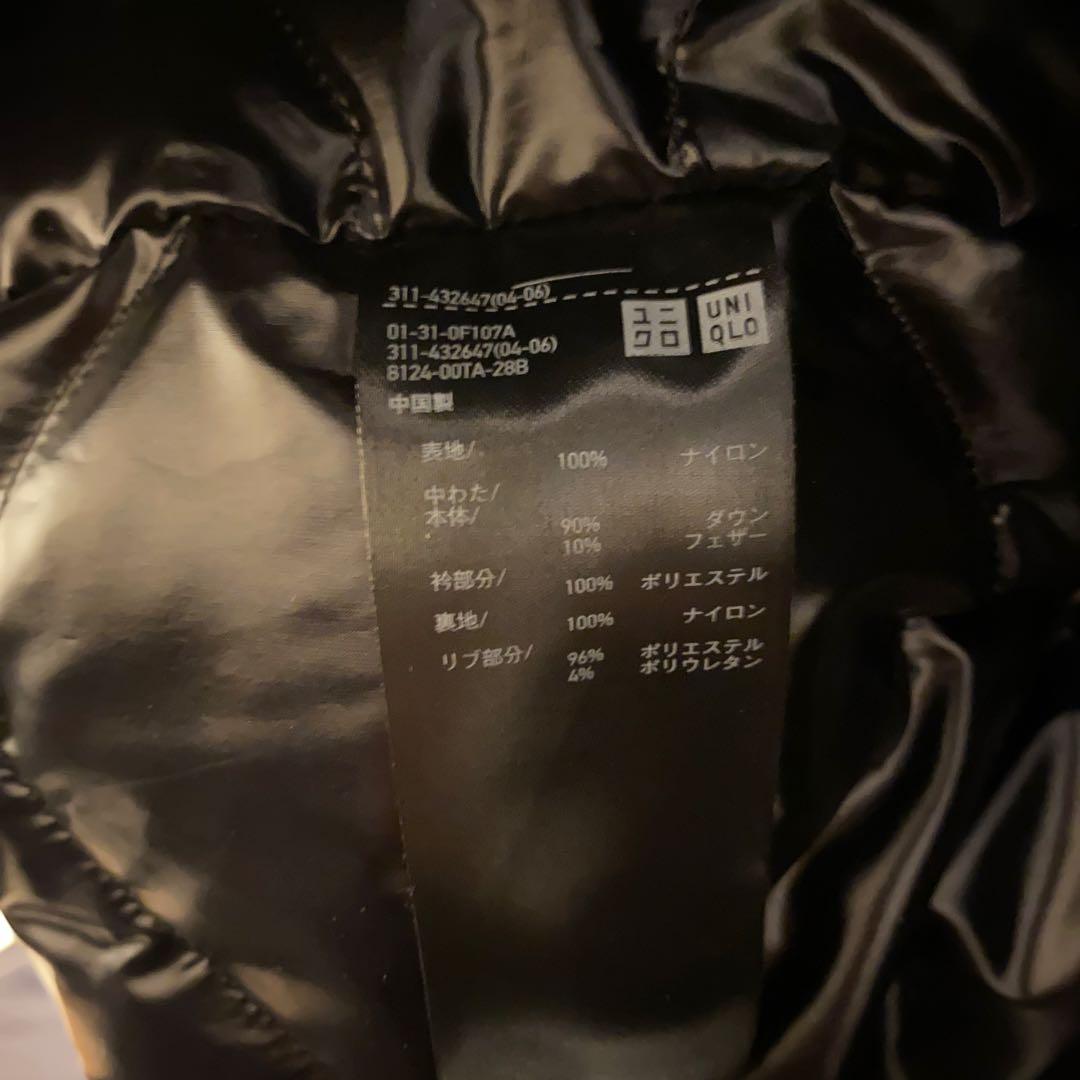 311-432647(04-06)
ユニクロ
UNIQLO
01-31-0F107A
311-432647(04-06)
8124-00TA-28B
中国製
表地/ 100% ナイロン
中わた/
本体/ 90% ダウン
10% フェザー
衿部分/ 100% ポリエステル
裏地/ 100% ナイロン
リブ部分/ 96% ポリエステル
4% ポリウレタン